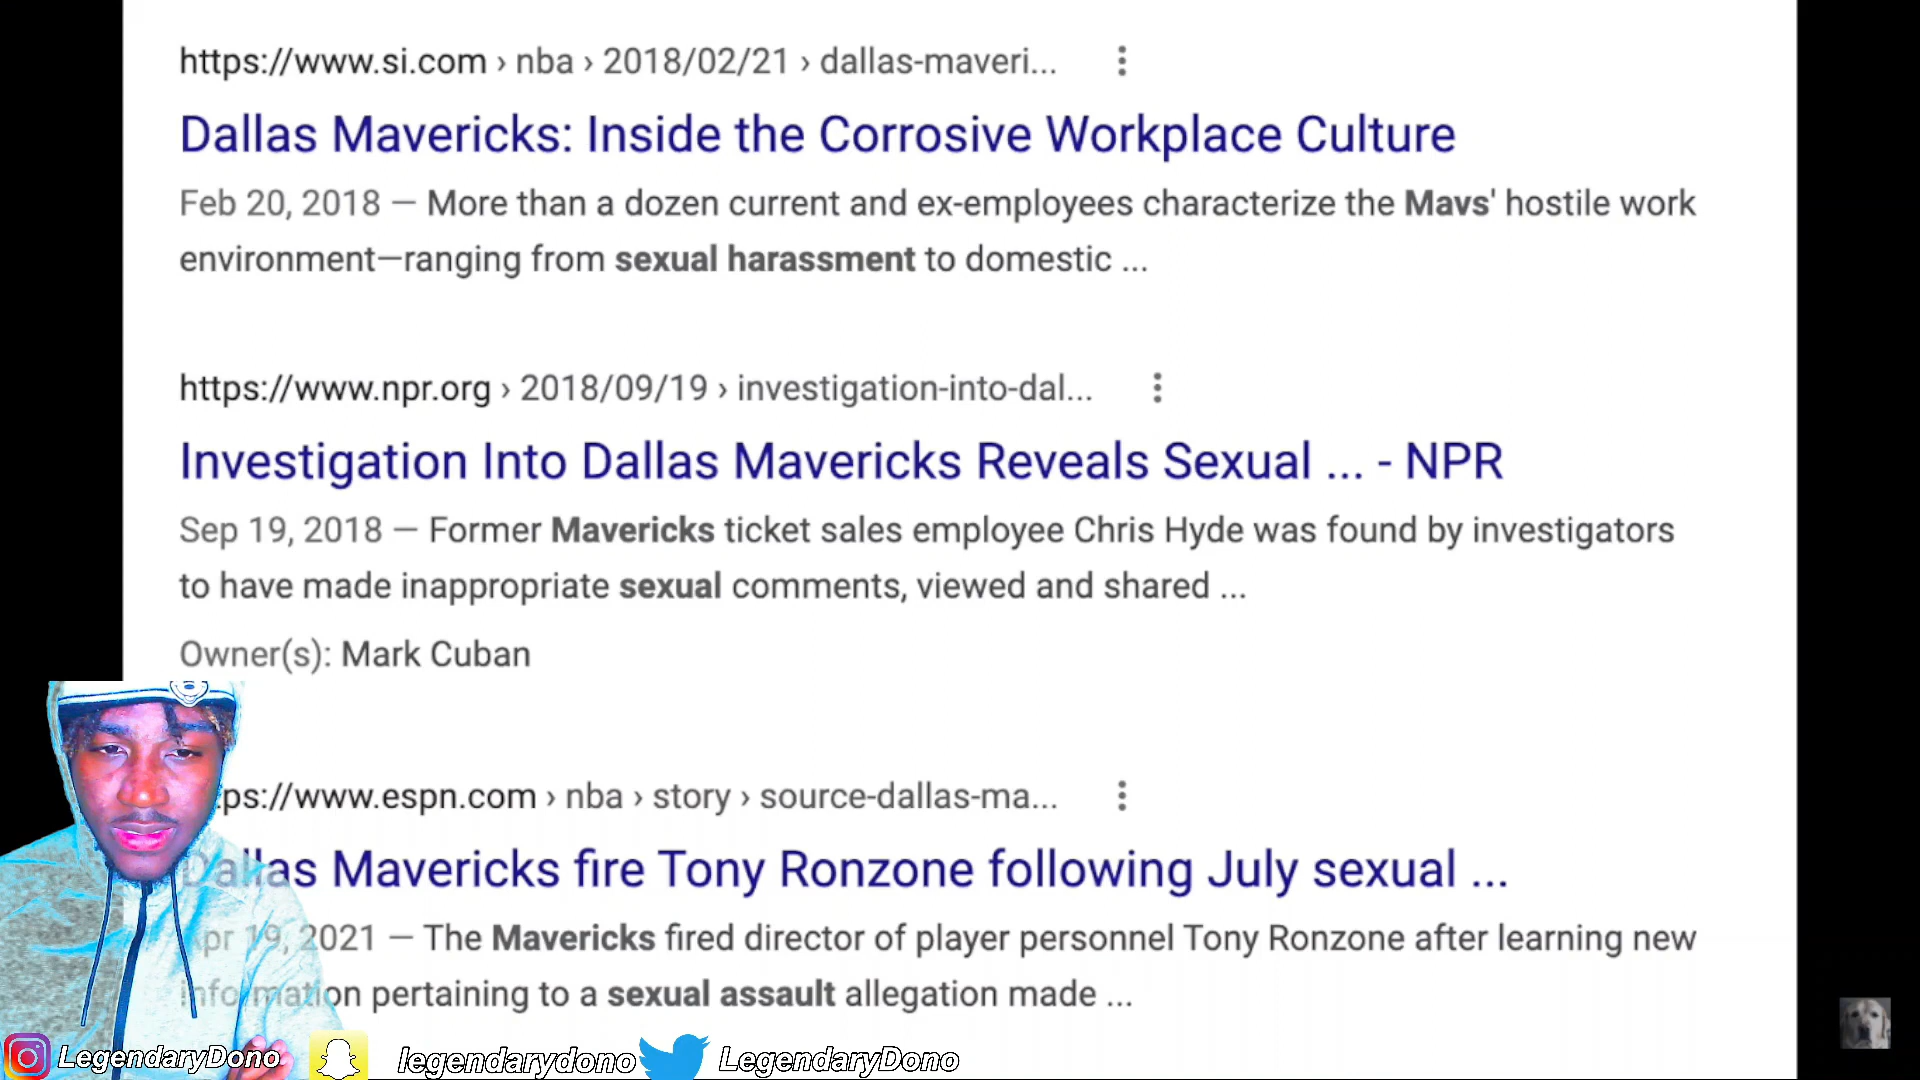 https://www.si.com › nba › 2018/02/21 › dallas-maveri...
Dallas Mavericks: Inside the Corrosive Workplace Culture
Feb 20, 2018 — More than a dozen current and ex-employees characterize the Mavs' hostile work
environment—ranging from sexual harassment to domestic ...
https://www.npr.org › 2018/09/19 › investigation-into-dal...
Investigation Into Dallas Mavericks Reveals Sexual ... - NPR
Sep 19, 2018 — Former Mavericks ticket sales employee Chris Hyde was found by investigators
to have made inappropriate sexual comments, viewed and shared ...
Owner(s): Mark Cuban
ps://www.espn.com › nba › story › source-dallas-ma...
Dallas Mavericks fire Tony Ronzone following July sexual ...
Apr 19, 2021 — The Mavericks fired director of player personnel Tony Ronzone after learning new
information pertaining to a sexual assault allegation made ...
LegendaryDono legendarydono LegendaryDono